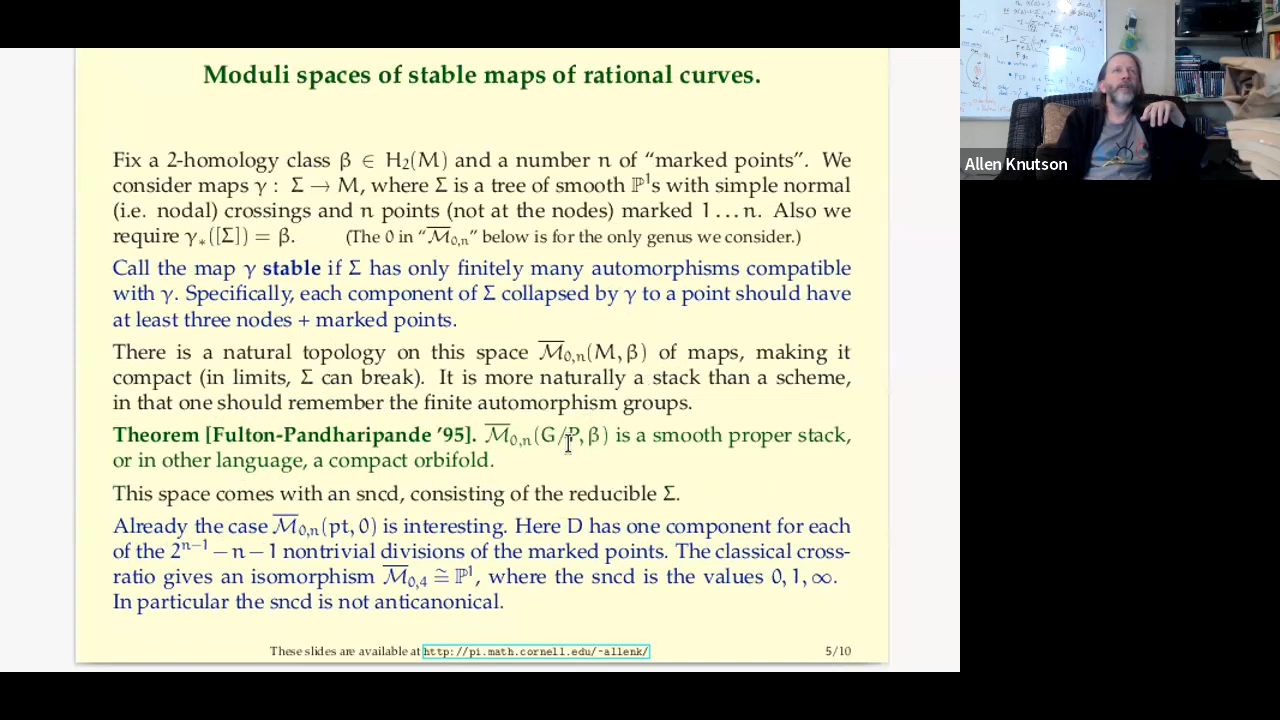 Moduli spaces of stable maps of rational curves.
Fix a 2-homology class β ∈ H₂(M) and a number n of “marked points”. We
consider maps γ : Σ → M, where Σ is a tree of smooth ℙ¹s with simple normal
(i.e. nodal) crossings and n points (not at the nodes) marked 1 . . . n. Also we
require γ∗([Σ]) = β. (The 0 in “M̅₀,ₙ” below is for the only genus we consider.)
Call the map γ stable if Σ has only finitely many automorphisms compatible
with γ. Specifically, each component of Σ collapsed by γ to a point should have
at least three nodes + marked points.
There is a natural topology on this space M̅₀,ₙ(M, β) of maps, making it
compact (in limits, Σ can break). It is more naturally a stack than a scheme,
in that one should remember the finite automorphism groups.
Theorem [Fulton-Pandharipande ’95]. M̅₀,ₙ(G/P, β) is a smooth proper stack,
or in other language, a compact orbifold.
This space comes with an sncd, consisting of the reducible Σ.
Already the case M̅₀,ₙ(pt, 0) is interesting. Here D has one component for each
of the 2ⁿ⁻¹ − n − 1 nontrivial divisions of the marked points. The classical cross-
ratio gives an isomorphism M̅₀,₄ ≅ ℙ¹, where the sncd is the values 0, 1, ∞.
In particular the sncd is not anticanonical.
These slides are available at http://pi.math.cornell.edu/~allenk/
5/10
Allen Knutson